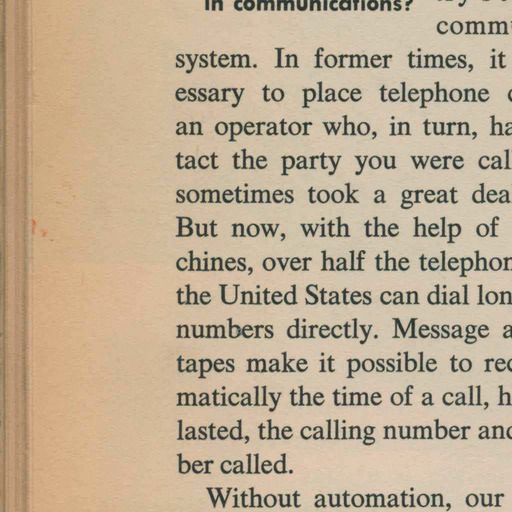 in communications?
commu
system. In former times, it
essary to place telephone
an operator who, in turn, ha
tact the party you were cal
sometimes took a great dea
But now, with the help of
chines, over half the telephon
the United States can dial lon
numbers directly. Message a
tapes make it possible to rec
matically the time of a call, h
lasted, the calling number and
ber called.
Without automation, our